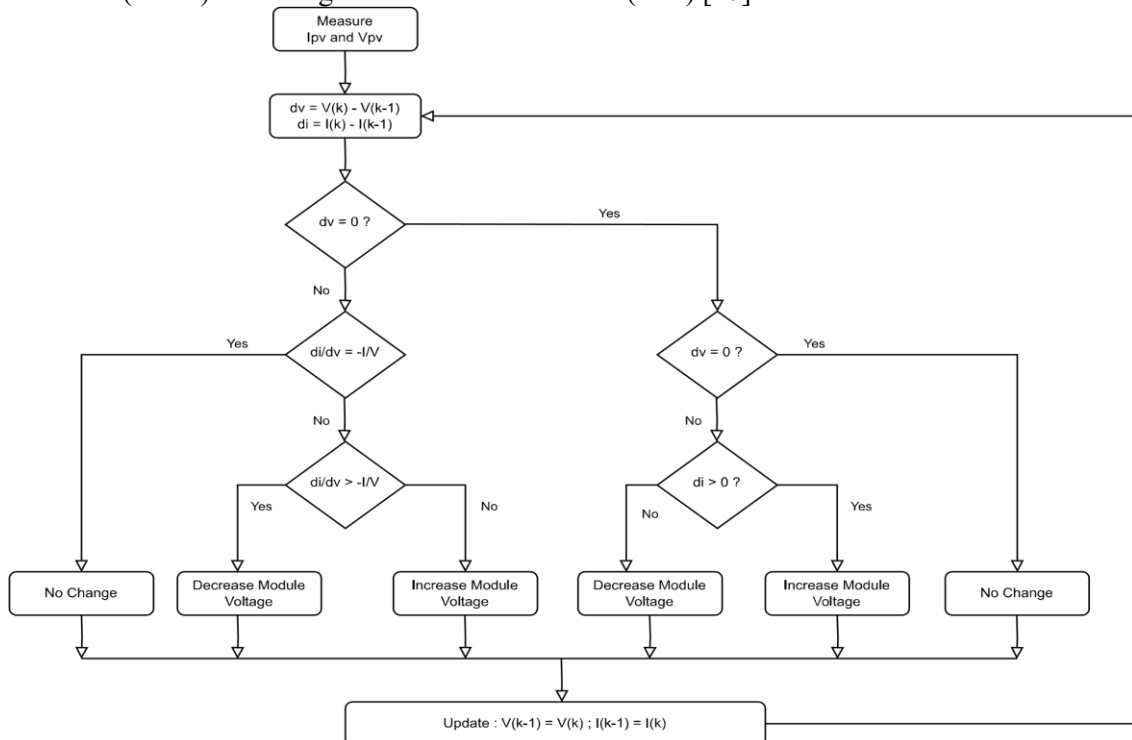 Measure
Ipv and Vpv
dv = V(k) - V(k-1)
di = I(k) - I(k-1)
dv = 0 ?
Yes
No
Yes
di/dv = -I/V
dv = 0 ?
Yes
No
No
di/dv > -I/V
di > 0 ?
Yes
No
No
Yes
No Change
Decrease Module
Voltage
Increase Module
Voltage
Decrease Module
Voltage
Increase Module
Voltage
No Change
Update : V(k-1) = V(k) ; I(k-1) = I(k)